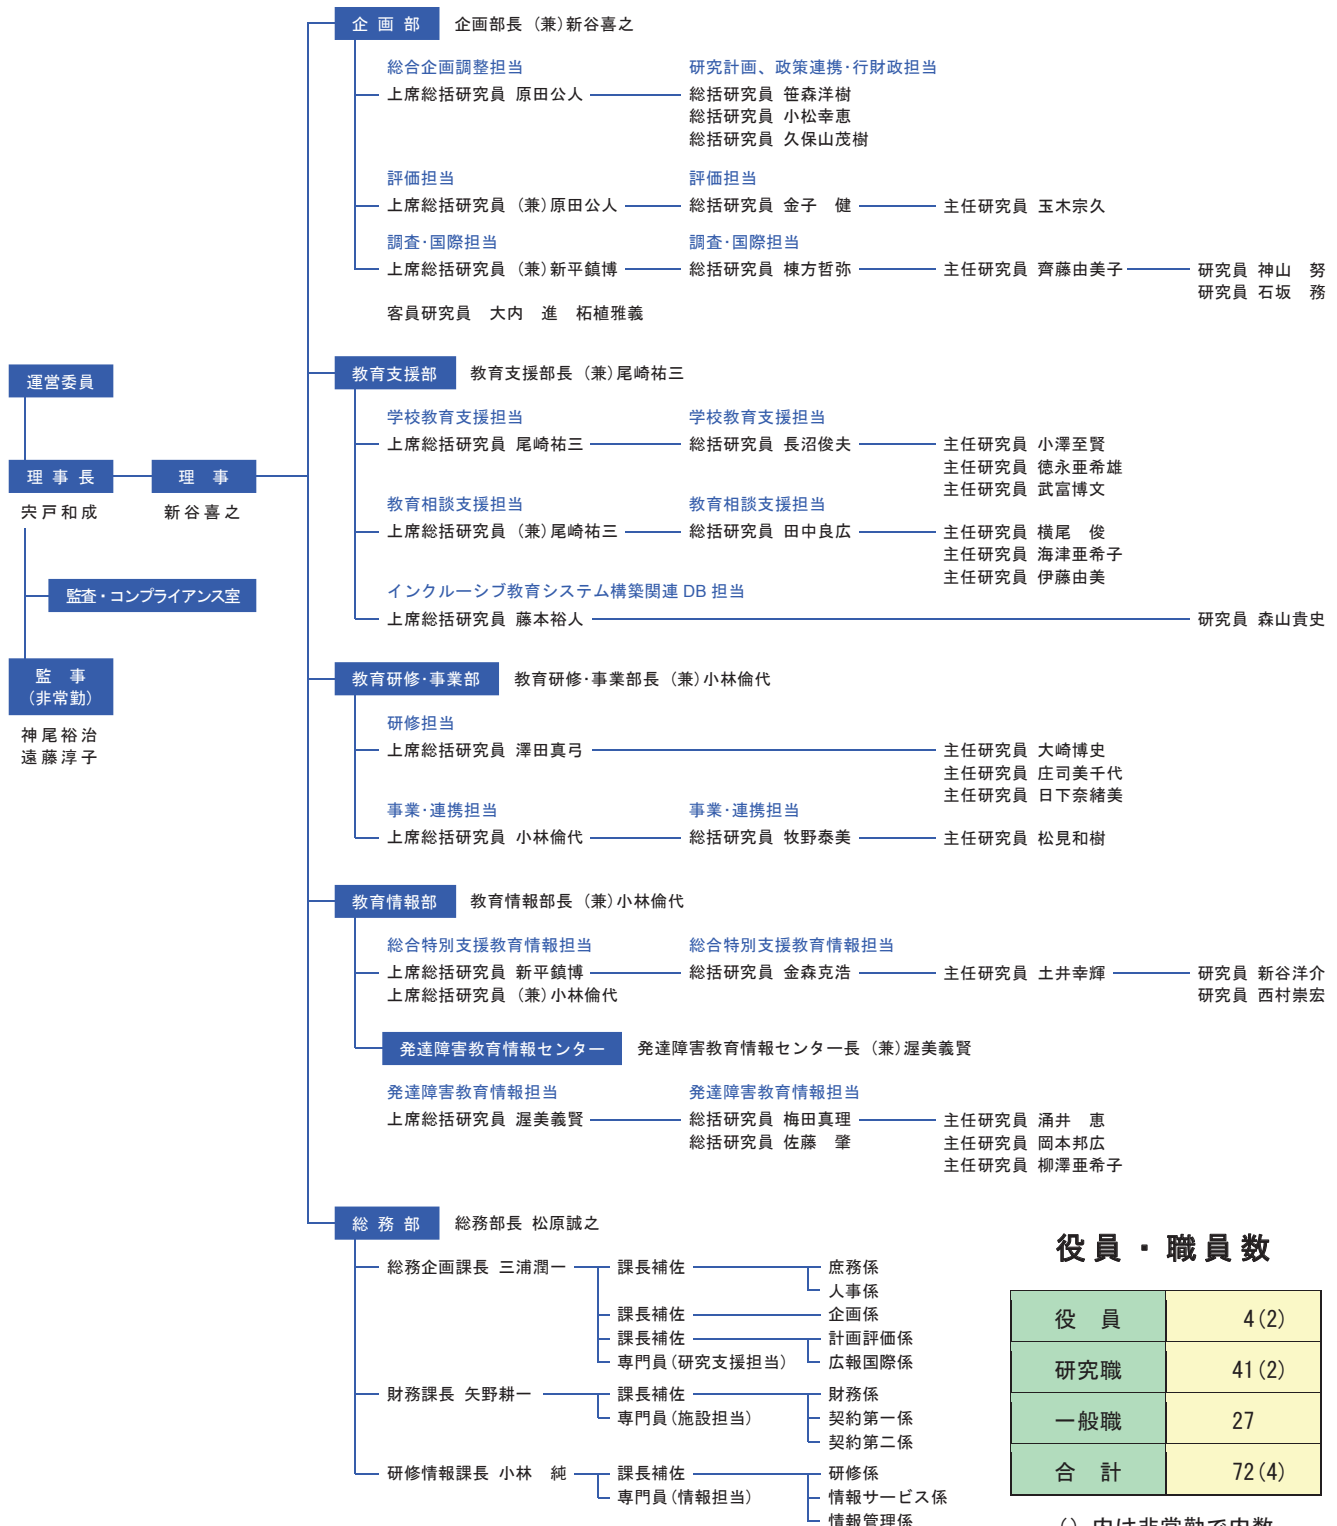 企画部 企画部長 (兼)新谷喜之
総合企画調整担当 研究計画、政策連携・行財政担当
上席総括研究員 原田公人 総括研究員 笹森洋樹
総括研究員 小松幸恵
総括研究員 久保山茂樹
評価担当 評価担当
上席総括研究員 (兼)原田公人 総括研究員 金子 健 主任研究員 玉木宗久
調査・国際担当 調査・国際担当
上席総括研究員 (兼)新平鎮博 総括研究員 棟方哲弥 主任研究員 齊藤由美子 研究員 神山 努
研究員 石坂 務
客員研究員 大内 進 柘植雅義
運営委員
理事長 理事
宍戸和成 新谷喜之
監査・コンプライアンス室
監事
(非常勤)
神尾裕治
遠藤淳子
教育支援部 教育支援部長 (兼)尾崎祐三
学校教育支援担当 学校教育支援担当
上席総括研究員 尾崎祐三 総括研究員 長沼俊夫 主任研究員 小澤至賢
主任研究員 德永亜希雄
主任研究員 武富博文
教育相談支援担当 教育相談支援担当
上席総括研究員 (兼)尾崎祐三 総括研究員 田中良広 主任研究員 横尾 俊
主任研究員 海津亜希子
主任研究員 伊藤由美
インクルーシブ教育システム構築関連 DB 担当
上席総括研究員 藤本裕人 研究員 森山貴史
教育研修・事業部 教育研修・事業部長 (兼)小林倫代
研修担当
上席総括研究員 澤田真弓 主任研究員 大崎博史
主任研究員 庄司美千代
主任研究員 日下奈緒美
事業・連携担当 事業・連携担当
上席総括研究員 小林倫代 総括研究員 牧野泰美 主任研究員 松見和樹
教育情報部 教育情報部長 (兼)小林倫代
総合特別支援教育情報担当 総合特別支援教育情報担当
上席総括研究員 新平鎮博 総括研究員 金森克浩 主任研究員 土井幸輝 研究員 新谷洋介
上席総括研究員 (兼)小林倫代 研究員 西村崇宏
発達障害教育情報センター 発達障害教育情報センター長 (兼)渥美義賢
発達障害教育情報担当 発達障害教育情報担当
上席総括研究員 渥美義賢 総括研究員 梅田真理 主任研究員 涌井 恵
総括研究員 佐藤 肇 主任研究員 岡本邦広
主任研究員 柳澤亜希子
総務部 総務部長 松原誠之
総務企画課長 三浦潤一 課長補佐 庶務係
人事係
課長補佐 企画係
課長補佐 計画評価係
専門員(研究支援担当) 広報国際係
財務課長 矢野耕一 課長補佐 財務係
専門員(施設担当) 契約第一係
契約第二係
研修情報課長 小林 純 課長補佐 研修係
専門員(情報担当) 情報サービス係
情報管理係
役員・職員数
役員 4(2)
研究職 41(2)
一般職 27
合計 72(4)
() 内は非常勤で内数